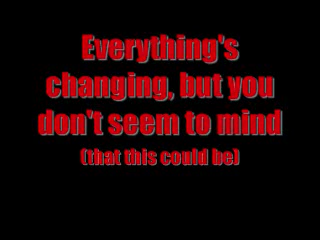 Everything's
changing, but you
don't seem to mind
(that this could be)